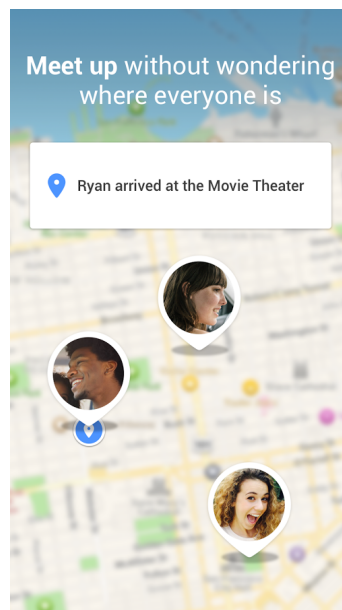 Meet up without wondering
where everyone is
Ryan arrived at the Movie Theater